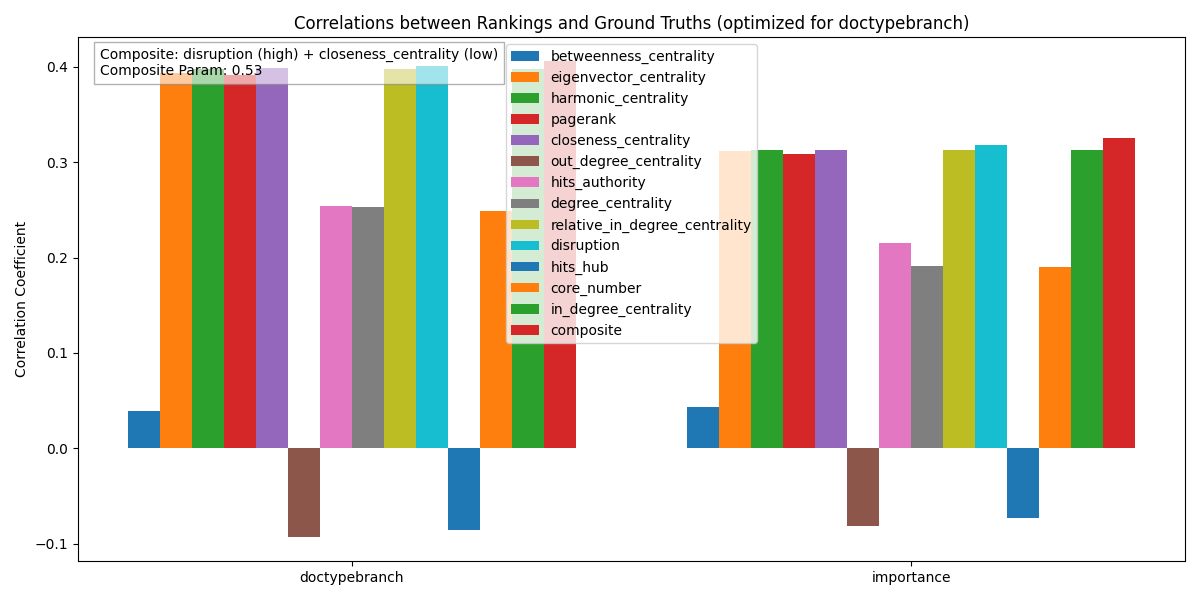 Correlations between Rankings and Ground Truths (optimized for doctypebranch)
Composite: disruption (high) + closeness_centrality (low)
Composite Param: 0.53
betweenness_centrality
eigenvector_centrality
harmonic_centrality
pagerank
closeness_centrality
out_degree_centrality
hits_authority
degree_centrality
relative_in_degree_centrality
disruption
hits_hub
core_number
in_degree_centrality
composite
Correlation Coefficient
0.4
0.3
0.2
0.1
0.0
−0.1
doctypebranch
importance